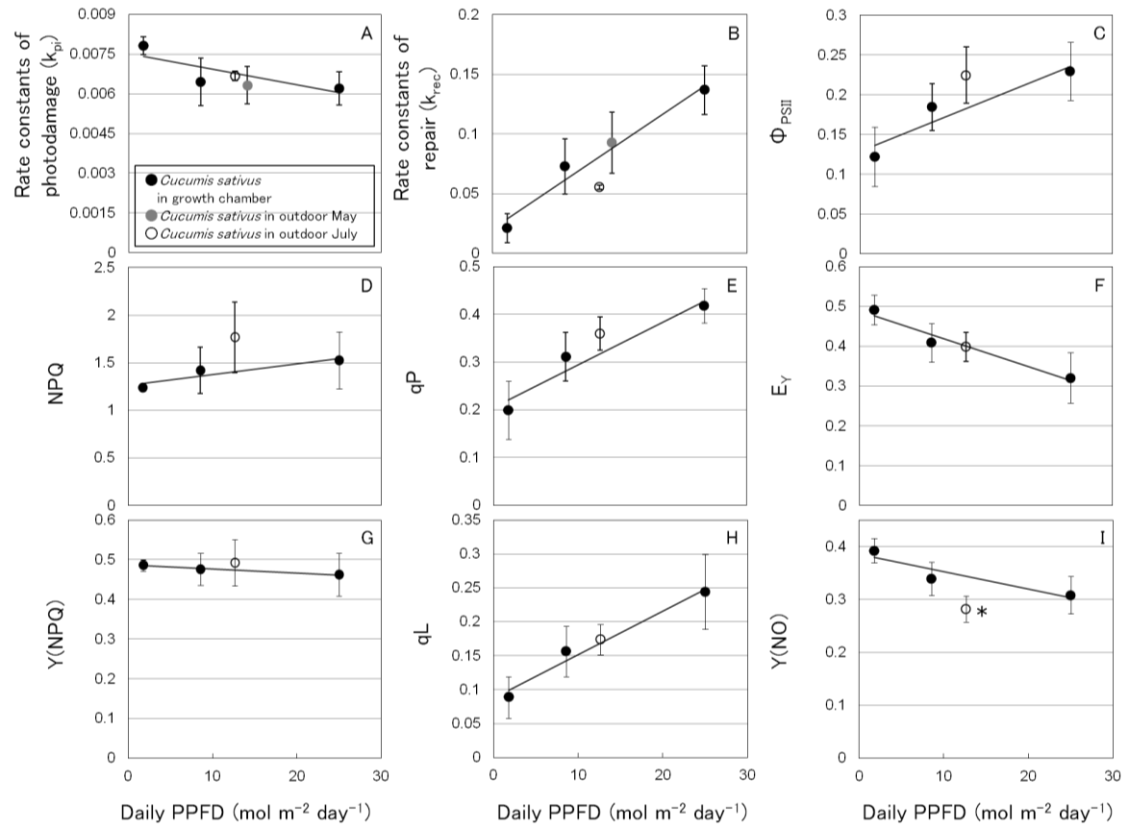 0.009
0.0075
0.006
0.0045
0.003
0.0015
0
A
Rate constants of
photodamage (kpi)
Cucumis sativus
in growth chamber
Cucumis sativus in outdoor May
Cucumis sativus in outdoor July
0.2
0.15
0.1
0.05
0
B
Rate constants of
repair (krec)
0.3
0.25
0.2
0.15
0.1
0.05
0
C
ΦPSII
2.5
2
1.5
1
0.5
0
D
NPQ
0.5
0.4
0.3
0.2
0.1
0
E
qP
0.6
0.5
0.4
0.3
0.2
0.1
0
F
EY
0.6
0.5
0.4
0.3
0.2
0.1
0
G
Y(NPQ)
0 10 20 30
Daily PPFD (mol m⁻² day⁻¹)
0.35
0.3
0.25
0.2
0.15
0.1
0.05
0
H
qL
0 10 20 30
Daily PPFD (mol m⁻² day⁻¹)
0.4
0.3
0.2
0.1
0
I
*
Y(NO)
0 10 20 30
Daily PPFD (mol m⁻² day⁻¹)